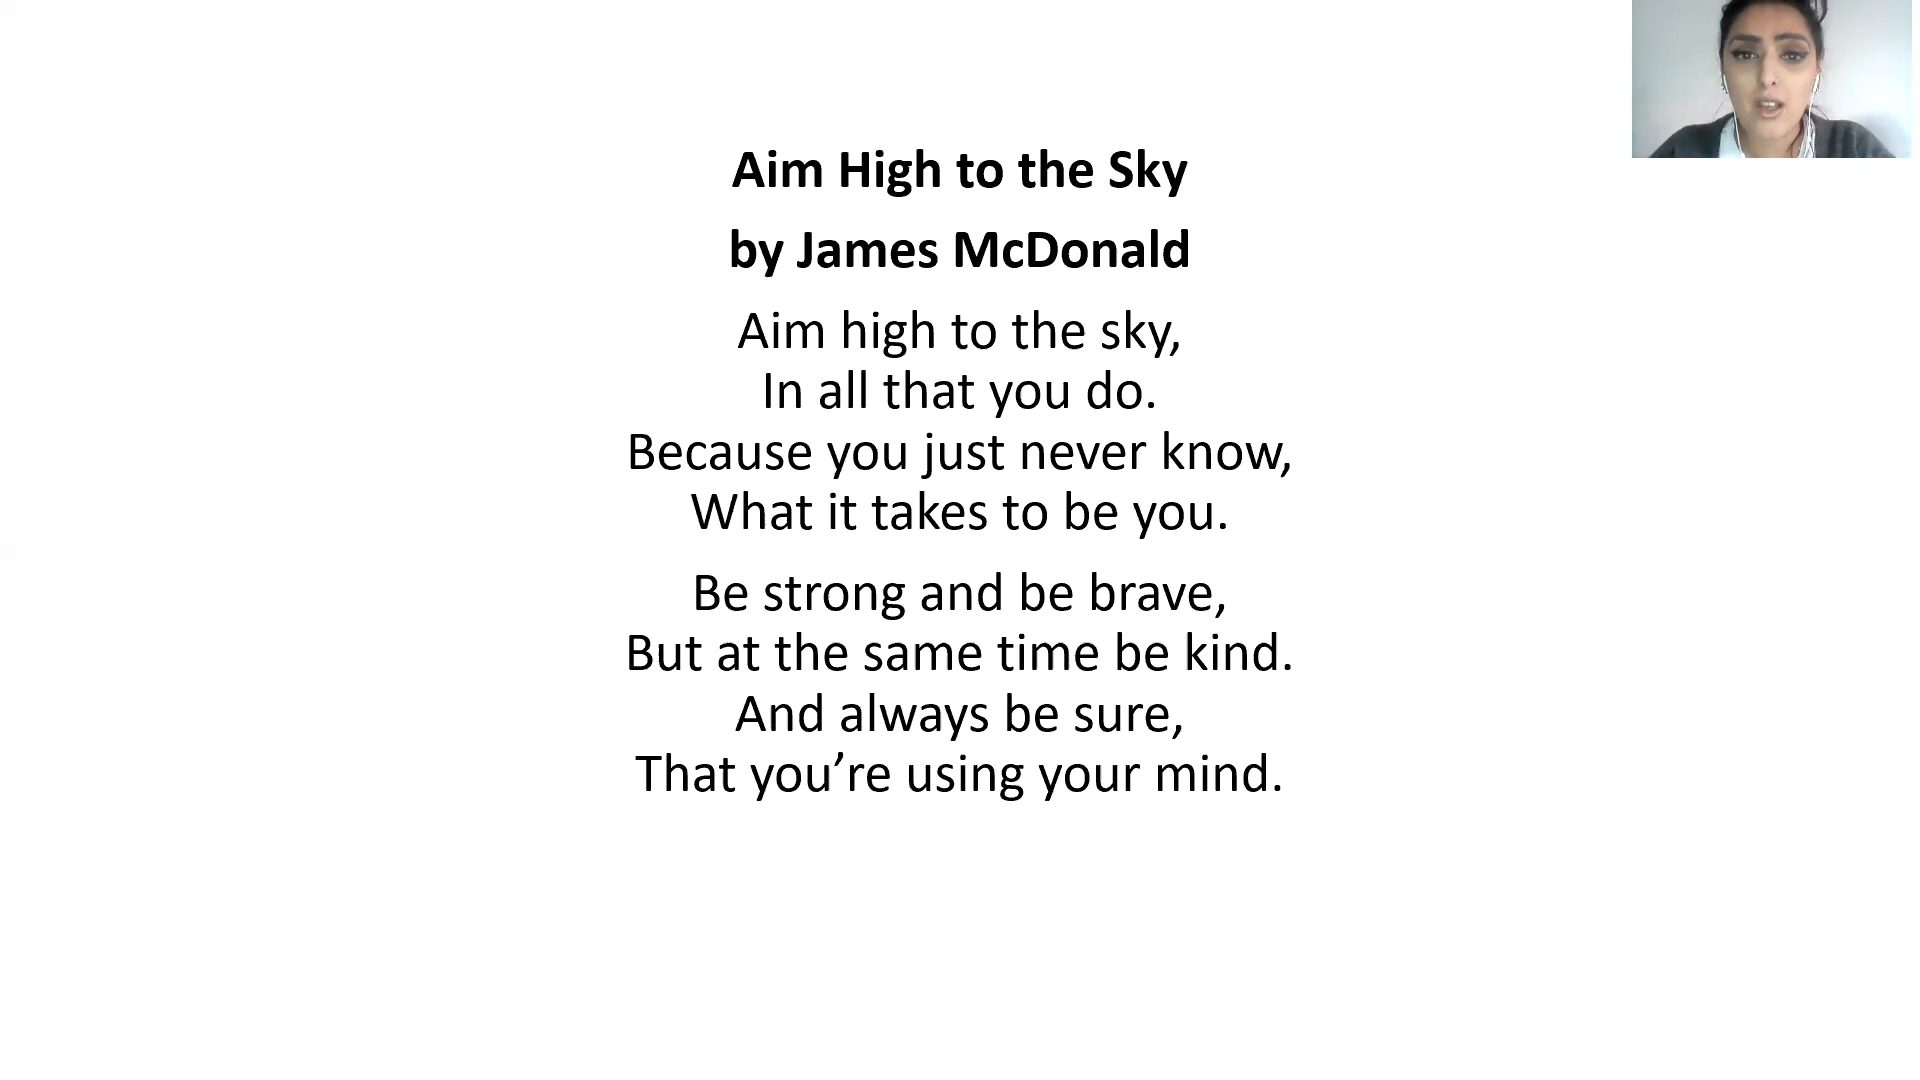 Aim High to the Sky
by James McDonald
Aim high to the sky,
In all that you do.
Because you just never know,
What it takes to be you.
Be strong and be brave,
But at the same time be kind.
And always be sure,
That you’re using your mind.